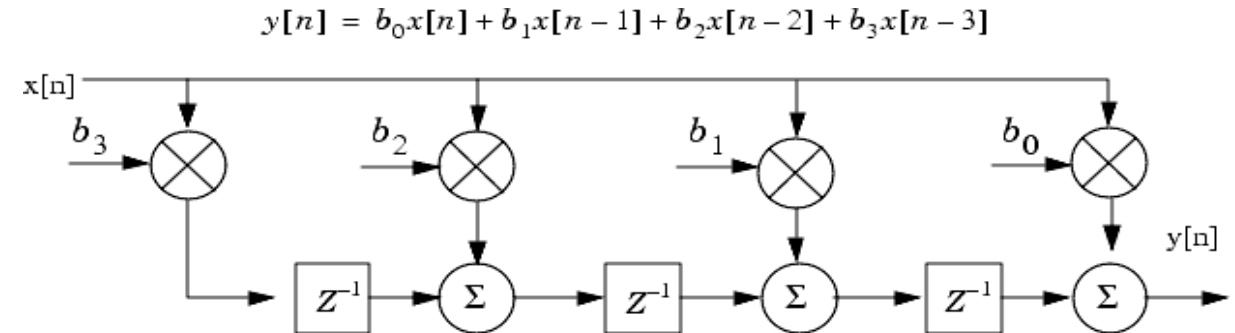 y[n] = b₀x[n] + b₁x[n − 1] + b₂x[n − 2] + b₃x[n − 3]
x[n]
b₃ b₂ b₁ b₀
y[n]
Z⁻¹ Σ Z⁻¹ Σ Z⁻¹ Σ